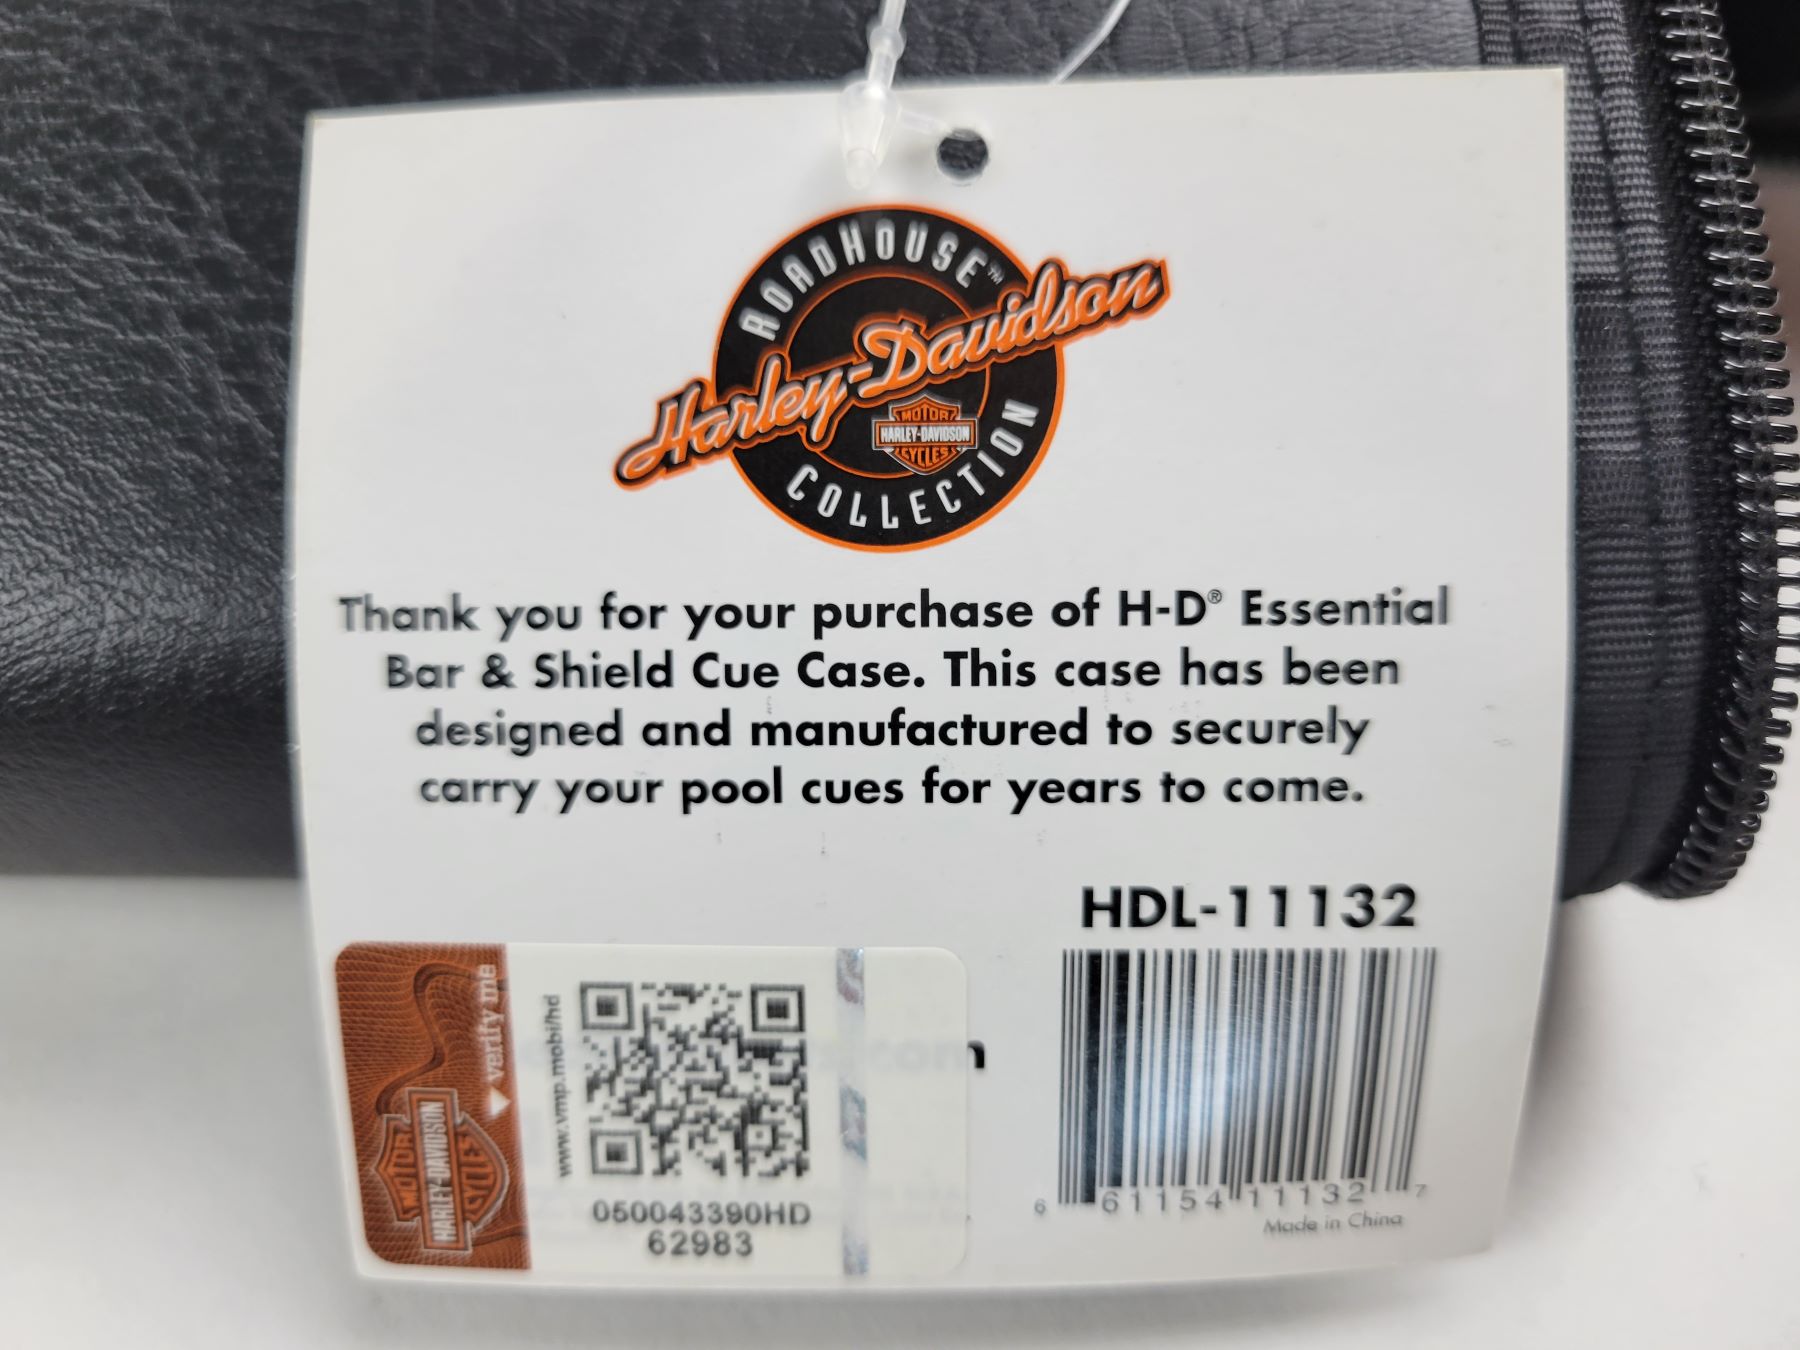 ROADHOUSE™
Harley-Davidson
MOTOR
HARLEY-DAVIDSON
CYCLES
COLLECTION
Thank you for your purchase of H-D® Essential
Bar & Shield Cue Case. This case has been
designed and manufactured to securely
carry your pool cues for years to come.
HDL-11132
verify me
MOTOR
HARLEY-DAVIDSON
CYCLES
www.vmp.mobi/hd
050043390HD
62983
6 61154 11132 7
Made in China